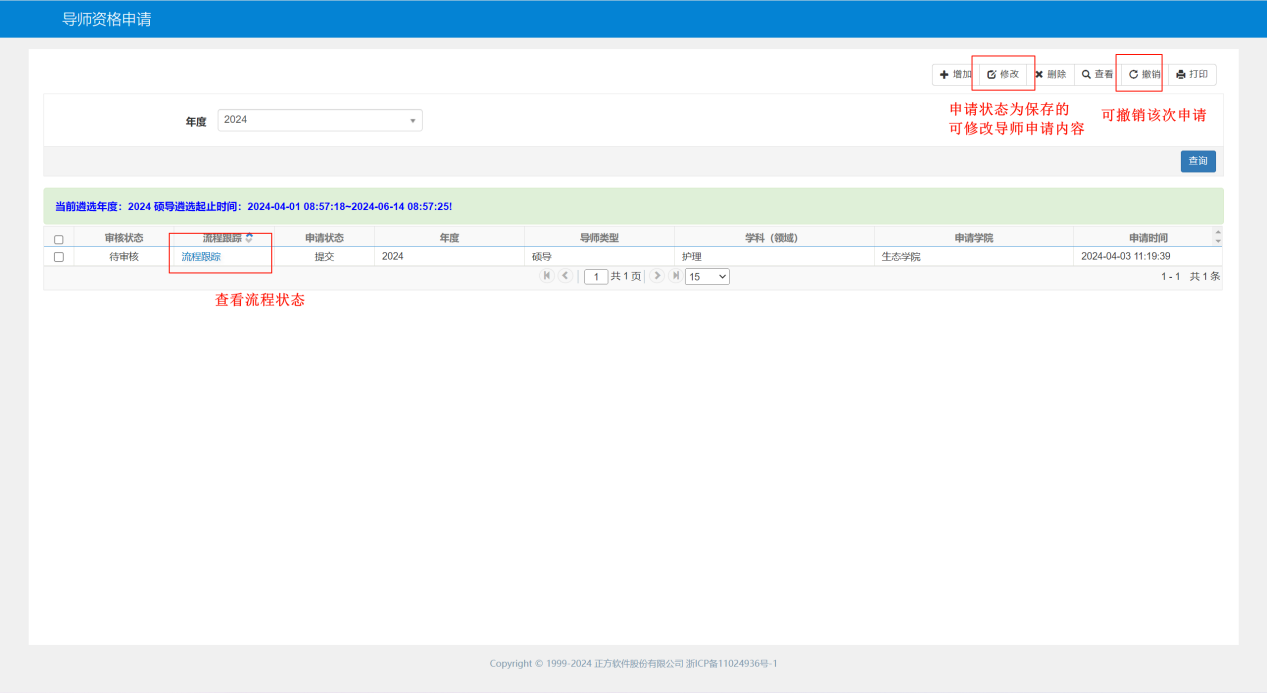 导师资格申请
增加 修改 删除 查看 撤销 打印
申请状态为保存的
可修改导师申请内容
可撤销该次申请
年度 2024
查询
当前遴选年度：2024 硕导遴选起止时间：2024-04-01 08:57:18~2024-06-14 08:57:25!
审核状态 流程跟踪 申请状态 年度 导师类型 学科（领域） 申请学院 申请时间
待审核 流程跟踪 提交 2024 硕导 护理 生态学院 2024-04-03 11:19:39
1 共 1 页 15 1 - 1 共 1 条
查看流程状态
Copyright © 1999-2024 正方软件股份有限公司 浙ICP备11024936号-1